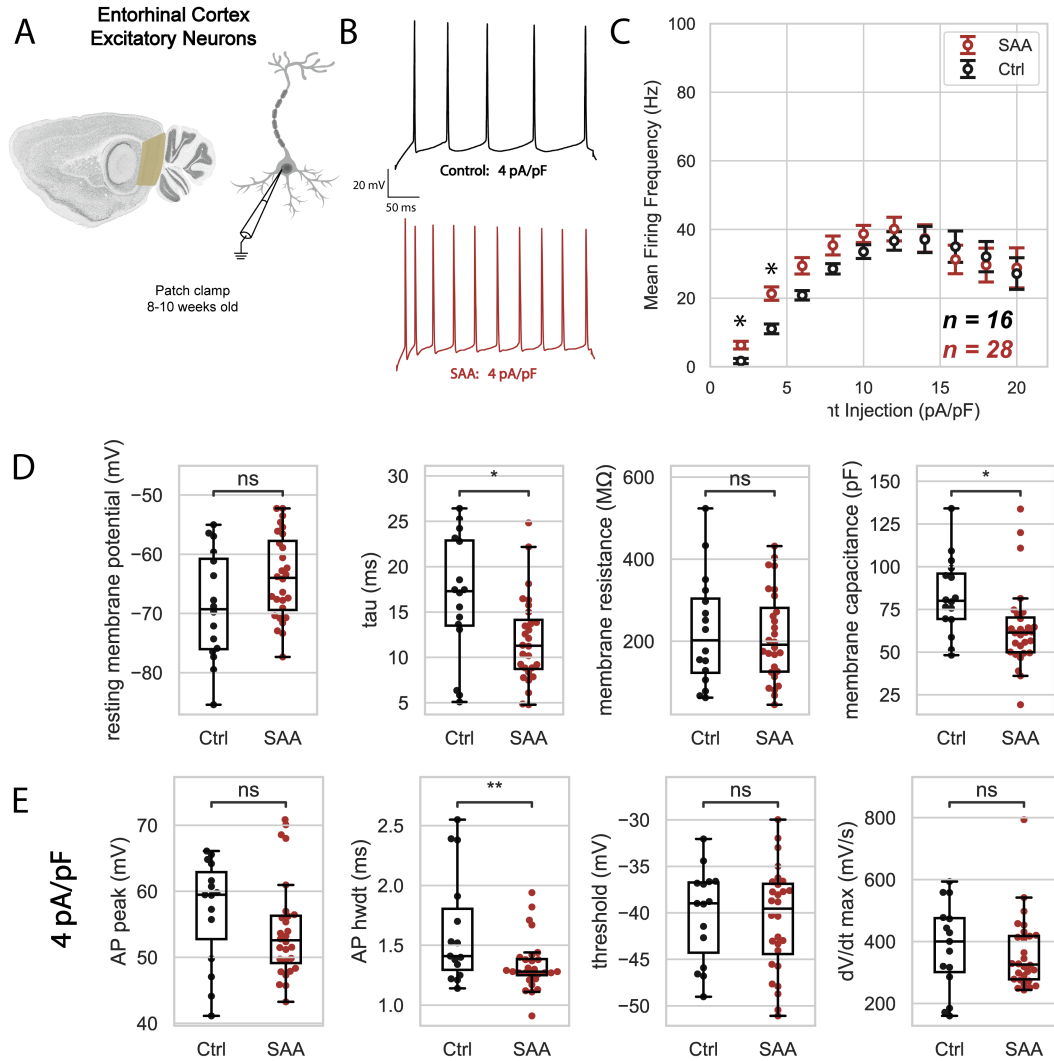 A
Entorhinal Cortex
Excitatory Neurons
Patch clamp
8-10 weeks old
B
Control: 4 pA/pF
20 mV
50 ms
SAA: 4 pA/pF
C
Mean Firing Frequency (Hz)
100
80
60
40
20
0
0
5
10
15
20
nt Injection (pA/pF)
SAA
Ctrl
*
*
n = 16
n = 28
D
resting membrane potential (mV)
−50
−60
−70
−80
ns
Ctrl
SAA
tau (ms)
30
25
20
15
10
5
*
Ctrl
SAA
membrane resistance (MΩ)
600
400
200
ns
Ctrl
SAA
membrane capacitance (pF)
150
125
100
75
50
25
*
Ctrl
SAA
E
4 pA/pF
AP peak (mV)
70
60
50
40
ns
Ctrl
SAA
AP hwdt (ms)
2.5
2.0
1.5
1.0
**
Ctrl
SAA
threshold (mV)
−30
−35
−40
−45
−50
ns
Ctrl
SAA
dV/dt max (mV/s)
800
600
400
200
ns
Ctrl
SAA